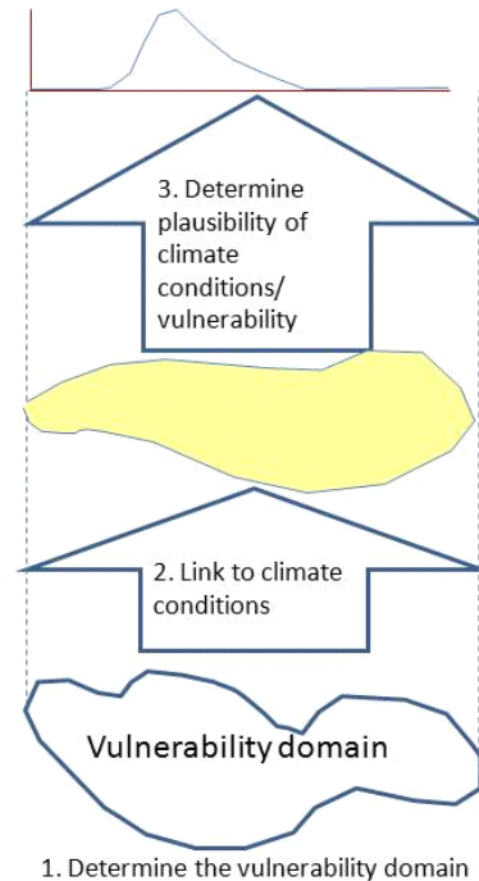 3. Determine
plausibility of
climate
conditions/
vulnerability
2. Link to climate
conditions
Vulnerability domain
1. Determine the vulnerability domain